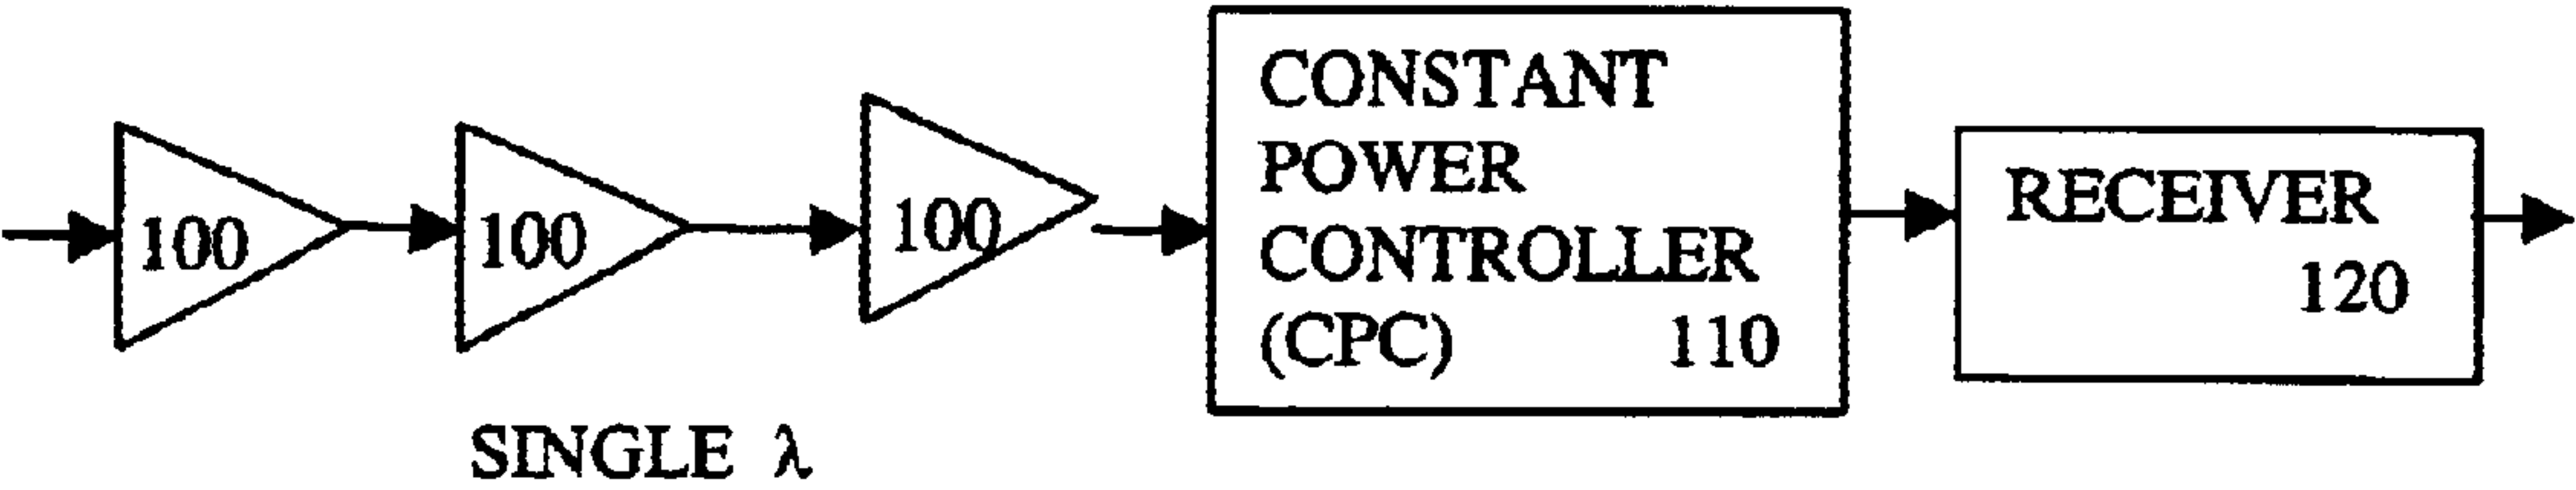 100
100
100
CONSTANT
POWER
CONTROLLER
(CPC) 110
RECEIVER
120
SINGLE λ